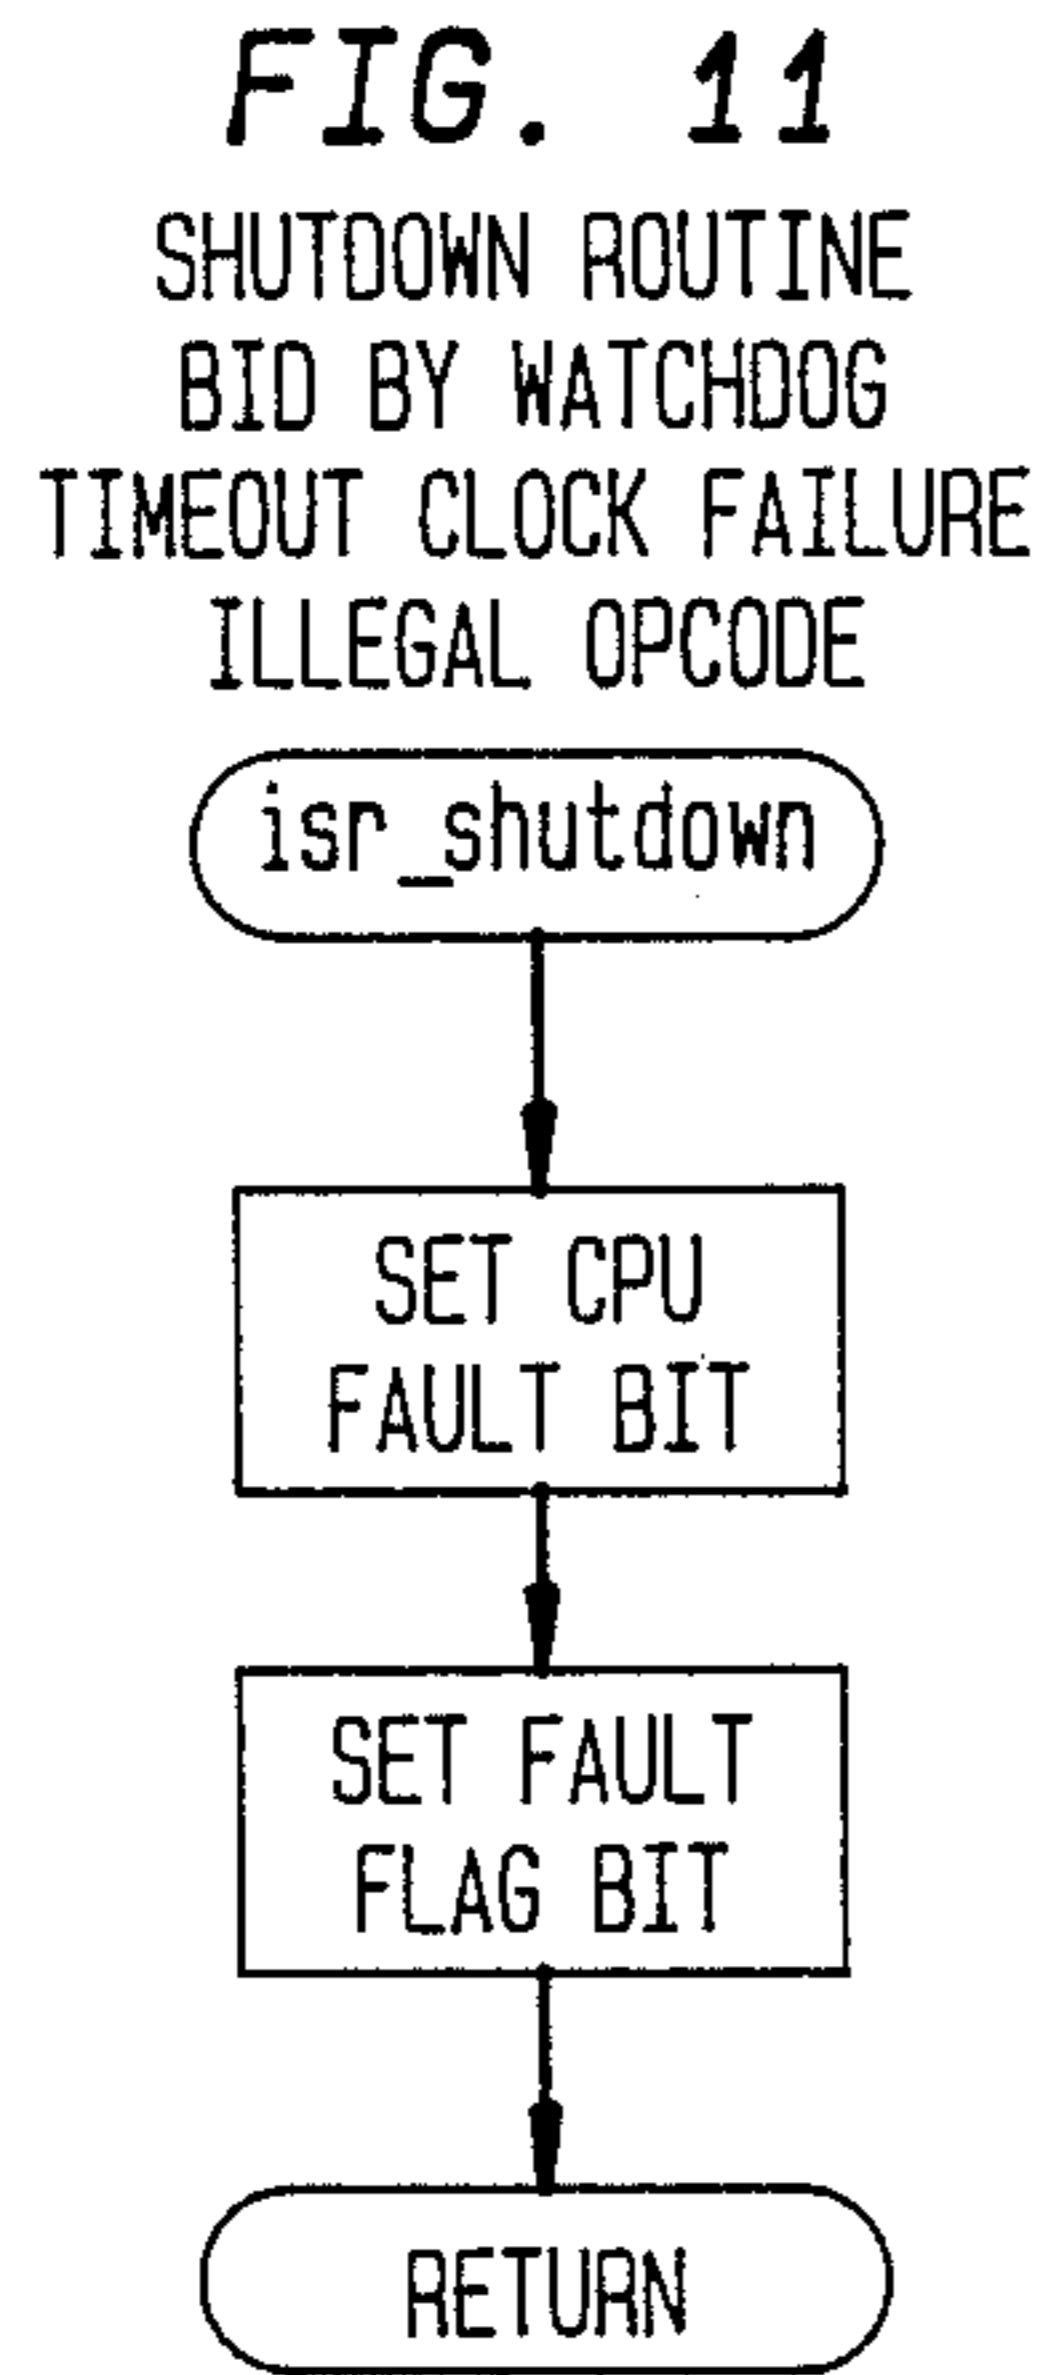 FIG. 11
SHUTDOWN ROUTINE
BID BY WATCHDOG
TIMEOUT CLOCK FAILURE
ILLEGAL OPCODE
isr_shutdown
SET CPU
FAULT BIT
SET FAULT
FLAG BIT
RETURN